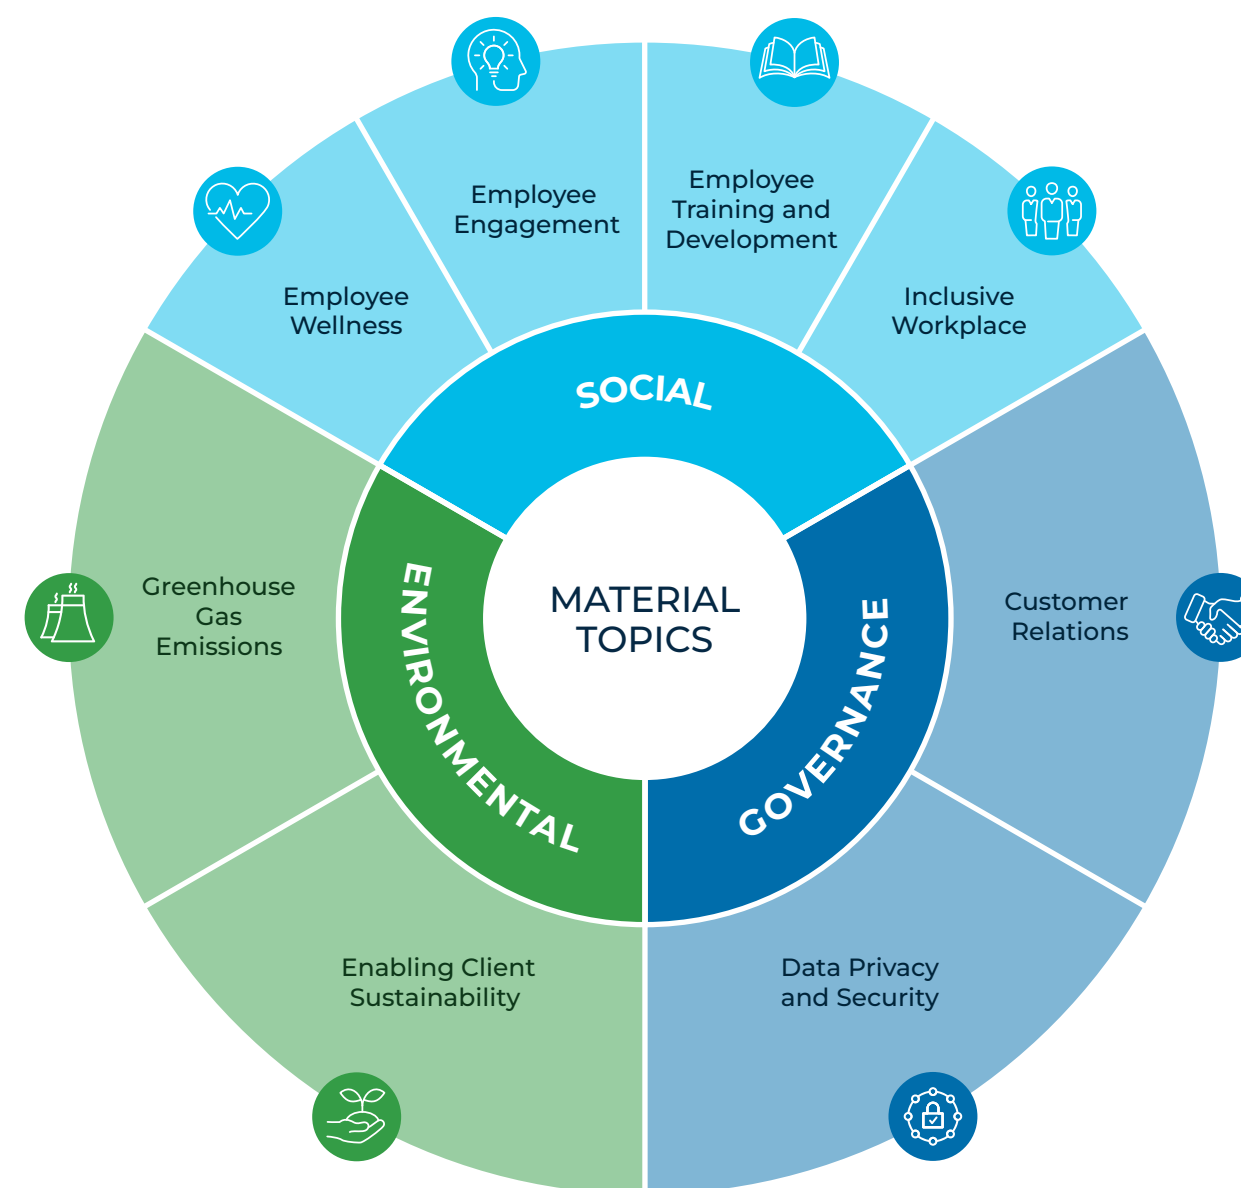 Employee
Engagement
Employee
Training and
Development
Employee
Wellness
Inclusive
Workplace
SOCIAL
Greenhouse
Gas
Emissions
ENVIRONMENTAL
MATERIAL
TOPICS
GOVERNANCE
Customer
Relations
Enabling Client
Sustainability
Data Privacy
and Security